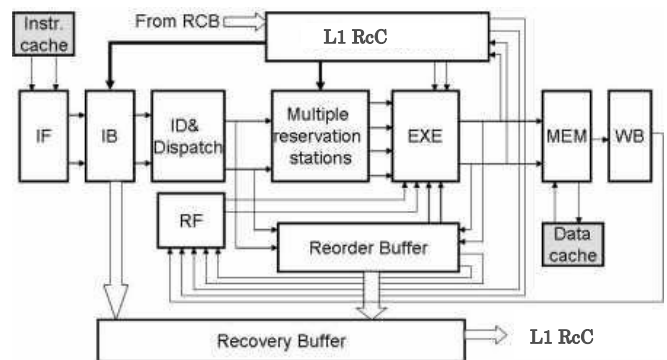 Instr.
cache
From RCB
L1 RcC
IF
IB
ID&
Dispatch
Multiple
reservation
stations
EXE
MEM
WB
RF
Reorder Buffer
Data
cache
Recovery Buffer
L1 RcC